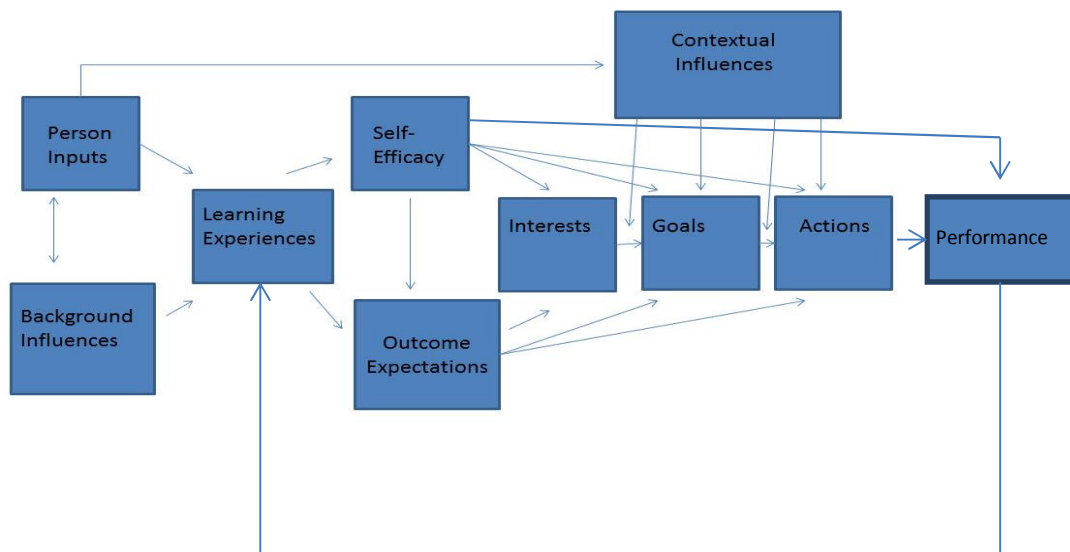 Contextual
Influences
Person
Inputs
Self-
Efficacy
Learning
Experiences
Interests
Goals
Actions
Performance
Background
Influences
Outcome
Expectations